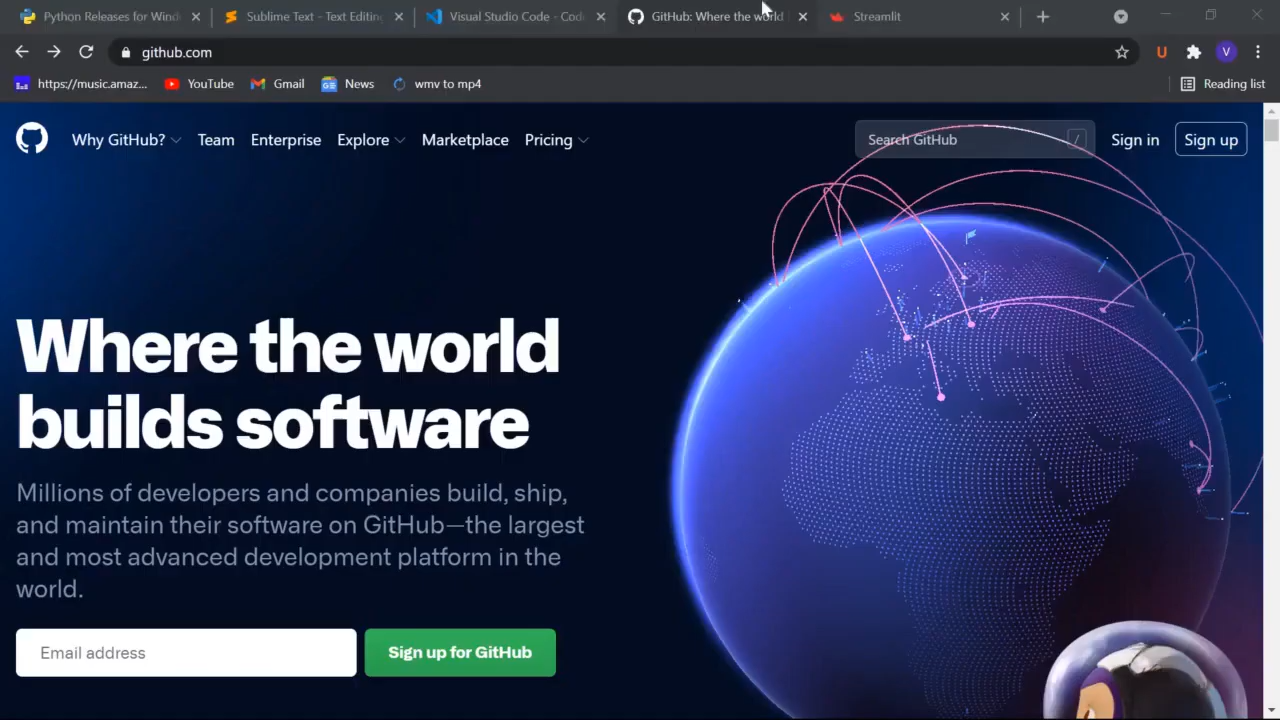 Python Releases for Wind
Sublime Text - Text Editing
Visual Studio Code - Cod
GitHub: Where the world
Streamlit
github.com
U
V
https://music.amaz...
YouTube
Gmail
News
wmv to mp4
Reading list
Why GitHub?
Team
Enterprise
Explore
Marketplace
Pricing
Search GitHub
/
Sign in
Sign up
Where the world
builds software
Millions of developers and companies build, ship,
and maintain their software on GitHub—the largest
and most advanced development platform in the
world.
Email address
Sign up for GitHub